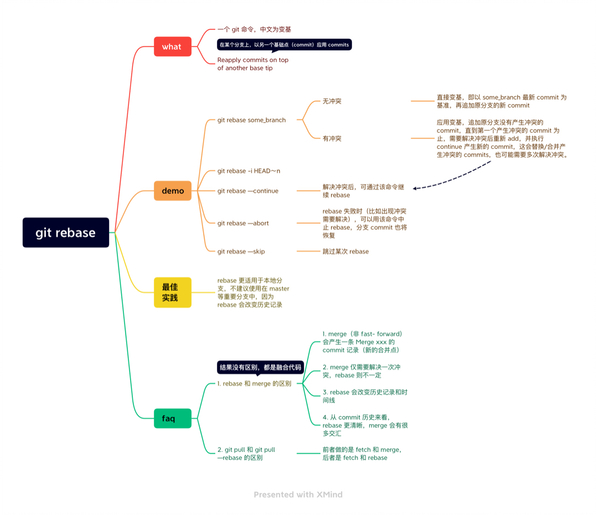 git rebase
what
一个 git 命令，中文为变基
在某个分支上，以另一个基础点（commit）应用 commits
Reapply commits on top
of another base tip
demo
git rebase some_branch
无冲突
直接变基，即以 some_branch 最新 commit 为
基准，再追加原分支的新 commit
有冲突
应用变基，追加原分支没有产生冲突的
commit，直到第一个产生冲突的 commit 为
止，需要解决冲突后重新 add，并执行
continue 产生新的 commit，这会替换/合并产
生冲突的 commits，也可能需要多次解决冲突。
git rebase -i HEAD~n
git rebase —continue
解决冲突后，可通过该命令继
续 rebase
git rebase —abort
rebase 失败时（比如出现冲突
需要解决），可以用该命令中
止 rebase，分支 commit 也将
恢复
git rebase —skip
跳过某次 rebase
最佳
实践
rebase 更适用于本地分
支，不建议使用在 master
等重要分支中，因为
rebase 会改变历史记录
faq
结果没有区别，都是融合代码
1. rebase 和 merge 的区别
1. merge（非 fast- forward）
会产生一条 Merge xxx 的
commit 记录（新的合并点）
2. merge 仅需要解决一次冲
突，rebase 则不一定
3. rebase 会改变历史记录和时
间线
4. 从 commit 历史来看，
rebase 更清晰，merge 会有很
多交汇
2. git pull 和 git pull
—rebase 的区别
前者做的是 fetch 和 merge，
后者是 fetch 和 rebase
Presented with XMind